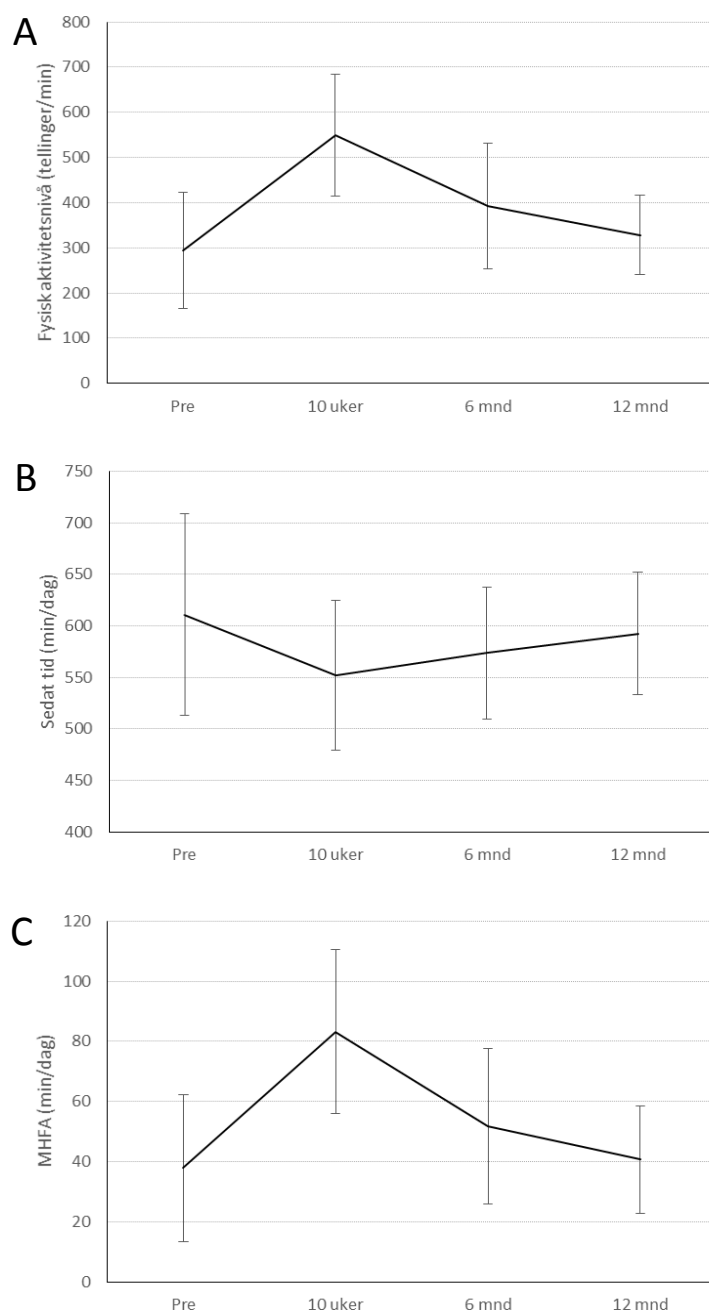 A
Fysisk aktivitetsnivå (tellinger/min)
800
700
600
500
400
300
200
100
0
Pre
10 uker
6 mnd
12 mnd
B
Sedat tid (min/dag)
750
700
650
600
550
500
450
400
Pre
10 uker
6 mnd
12 mnd
C
MHFA (min/dag)
120
100
80
60
40
20
0
Pre
10 uker
6 mnd
12 mnd